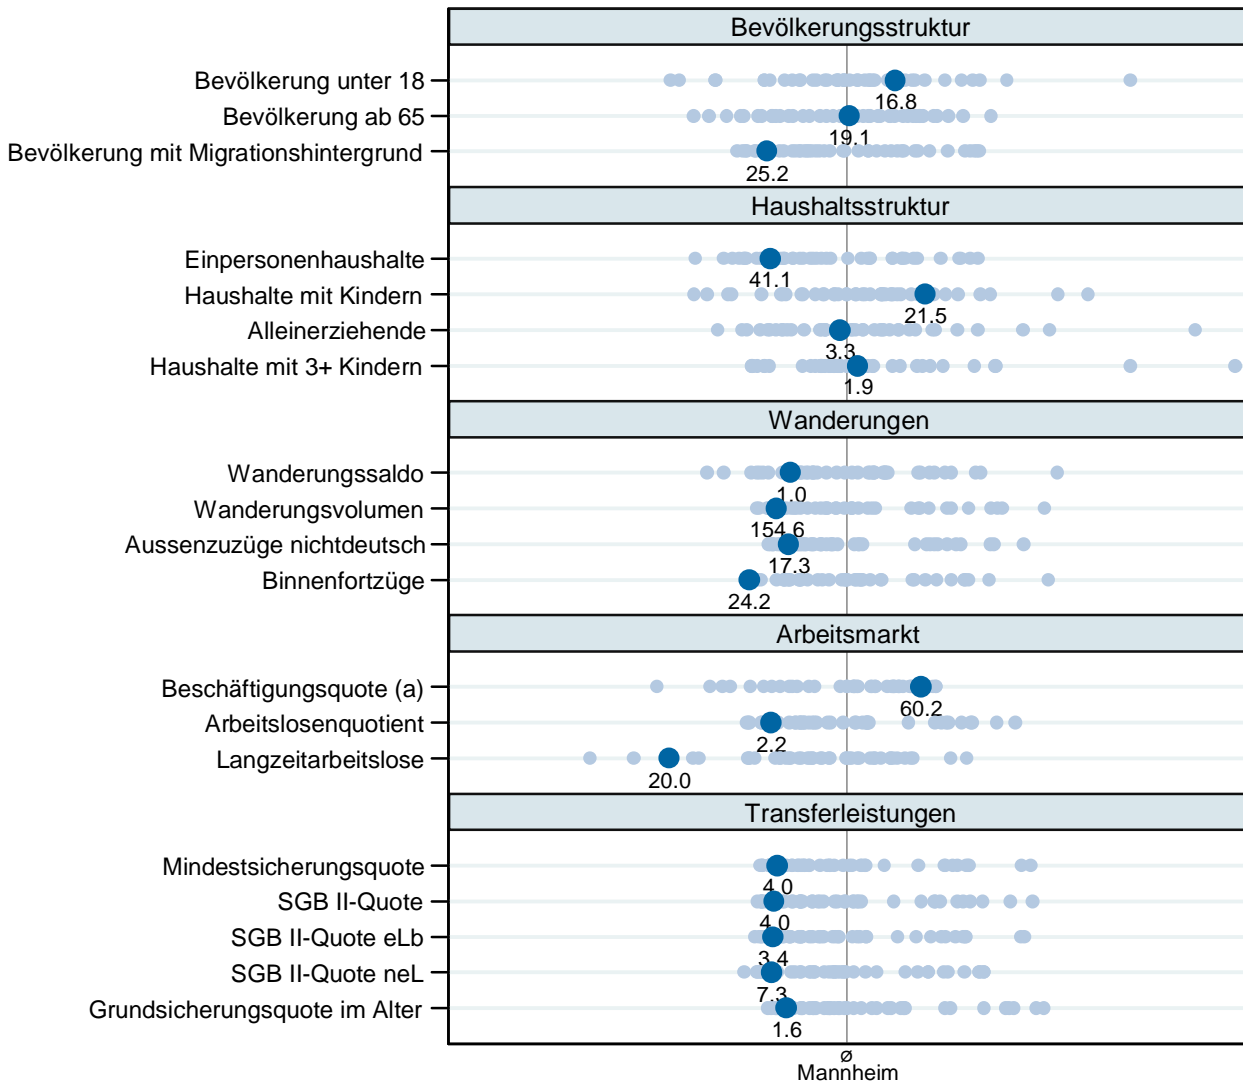 Bevölkerungsstruktur
Bevölkerung unter 18
16.8
Bevölkerung ab 65
19.1
Bevölkerung mit Migrationshintergrund
25.2
Haushaltsstruktur
Einpersonenhaushalte
41.1
Haushalte mit Kindern
21.5
Alleinerziehende
3.3
Haushalte mit 3+ Kindern
1.9
Wanderungen
Wanderungssaldo
1.0
Wanderungsvolumen
154.6
Aussenzuzüge nichtdeutsch
17.3
Binnenfortzüge
24.2
Arbeitsmarkt
Beschäftigungsquote (a)
60.2
Arbeitslosenquotient
2.2
Langzeitarbeitslose
20.0
Transferleistungen
Mindestsicherungsquote
4.0
SGB II-Quote
4.0
SGB II-Quote eLb
3.4
SGB II-Quote neL
7.3
Grundsicherungsquote im Alter
1.6
ø
Mannheim